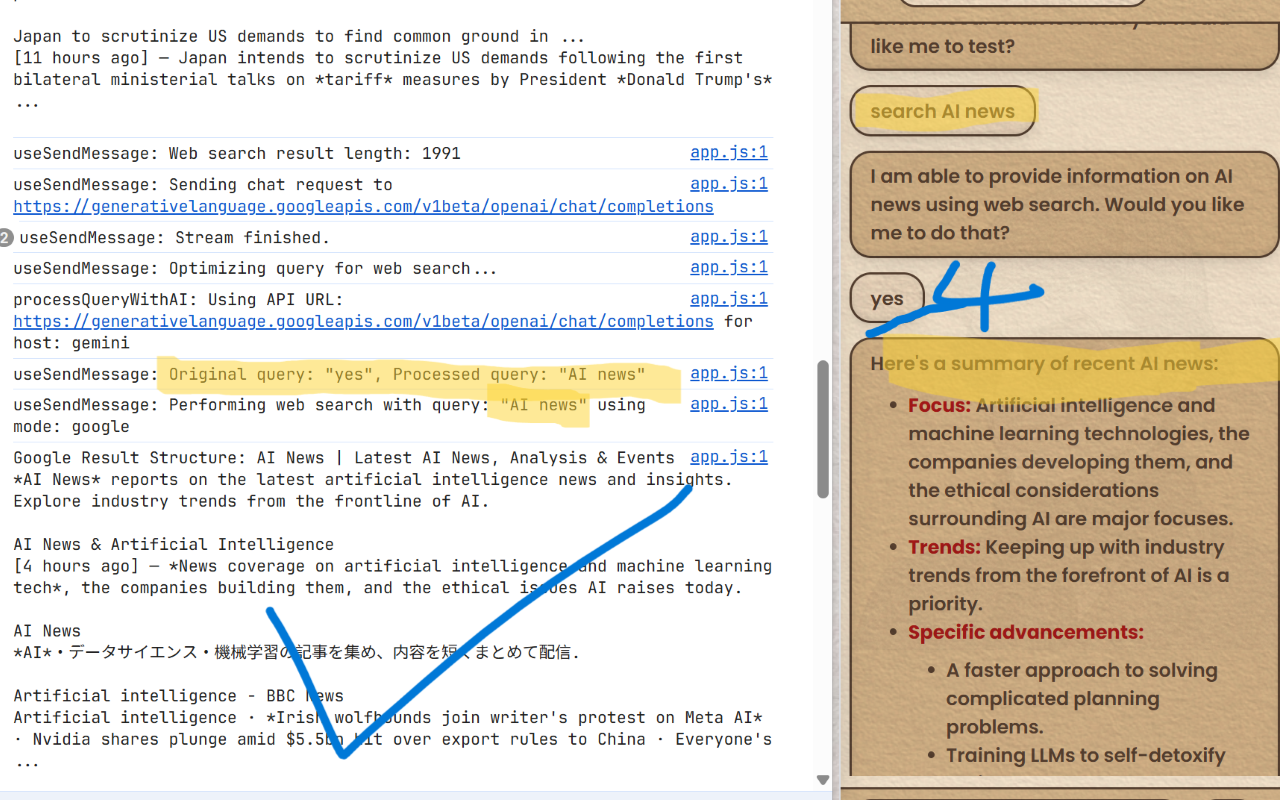 Japan to scrutinize US demands to find common ground in ...
[11 hours ago] — Japan intends to scrutinize US demands following the first
bilateral ministerial talks on *tariff* measures by President *Donald Trump's*
...
useSendMessage: Web search result length: 1991 app.js:1
useSendMessage: Sending chat request to app.js:1
https://generativelanguage.googleapis.com/v1beta/openai/chat/completions
2 useSendMessage: Stream finished. app.js:1
useSendMessage: Optimizing query for web search... app.js:1
processQueryWithAI: Using API URL: app.js:1
https://generativelanguage.googleapis.com/v1beta/openai/chat/completions for
host: gemini
useSendMessage: Original query: "yes", Processed query: "AI news" app.js:1
useSendMessage: Performing web search with query: "AI news" using app.js:1
mode: google
Google Result Structure: AI News | Latest AI News, Analysis & Events app.js:1
*AI News* reports on the latest artificial intelligence news and insights.
Explore industry trends from the frontline of AI.
AI News & Artificial Intelligence
[4 hours ago] — *News coverage on artificial intelligence and machine learning
tech*, the companies building them, and the ethical issues AI raises today.
AI News
*AI*・データサイエンス・機械学習の記事を集め、内容を短くまとめて配信.
Artificial intelligence - BBC News
Artificial intelligence · *Irish wolfhounds join writer's protest on Meta AI*
· Nvidia shares plunge amid $5.5bn hit over export rules to China · Everyone's
...
like me to test?
search AI news
I am able to provide information on AI
news using web search. Would you like
me to do that?
yes
4
Here's a summary of recent AI news:
• Focus: Artificial intelligence and
machine learning technologies, the
companies developing them, and
the ethical considerations
surrounding AI are major focuses.
• Trends: Keeping up with industry
trends from the forefront of AI is a
priority.
• Specific advancements:
• A faster approach to solving
complicated planning
problems.
• Training LLMs to self-detoxify